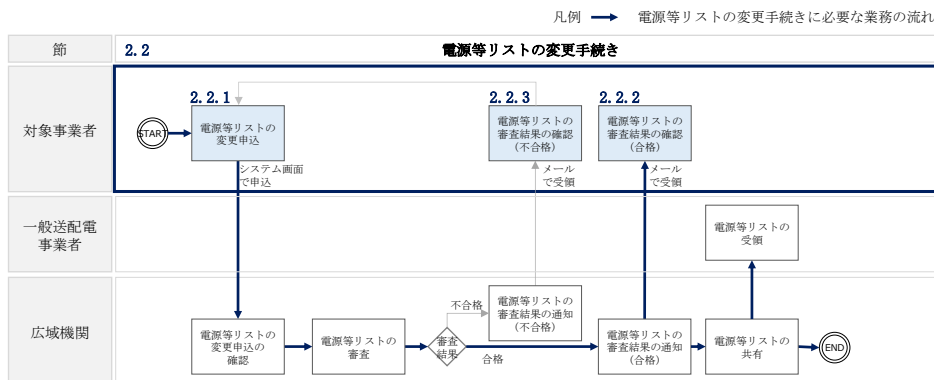 凡例 電源等リストの変更手続きに必要な業務の流れ
節
2.2
電源等リストの変更手続き
対象事業者
START
2.2.1
電源等リストの
変更申込
2.2.3
電源等リストの
審査結果の確認
(不合格)
2.2.2
電源等リストの
審査結果の確認
(合格)
システム画面
で申込
メール
で受領
メール
で受領
一般送配電
事業者
電源等リストの
受領
広域機関
電源等リストの
変更申込の
確認
電源等リストの
審査
審査
結果
不合格
合格
電源等リストの
審査結果の通知
(不合格)
電源等リストの
審査結果の通知
(合格)
電源等リストの
共有
END